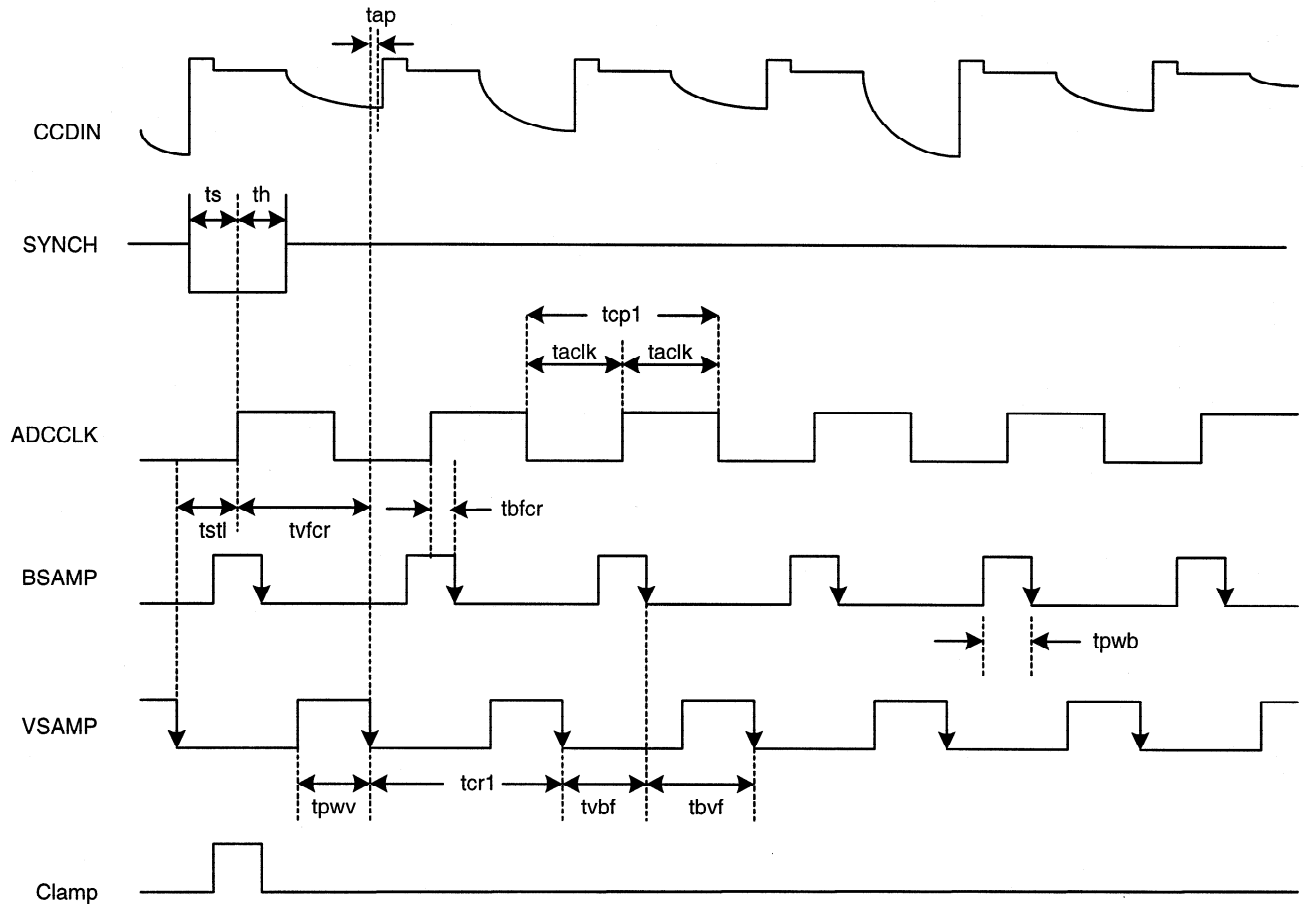 tap
CCDIN
ts
th
SYNCH
tcp1
taclk
taclk
ADCCLK
tstl
tvfcr
tbfcr
BSAMP
tpwb
VSAMP
tpwv
tcr1
tvbf
tbvf
Clamp